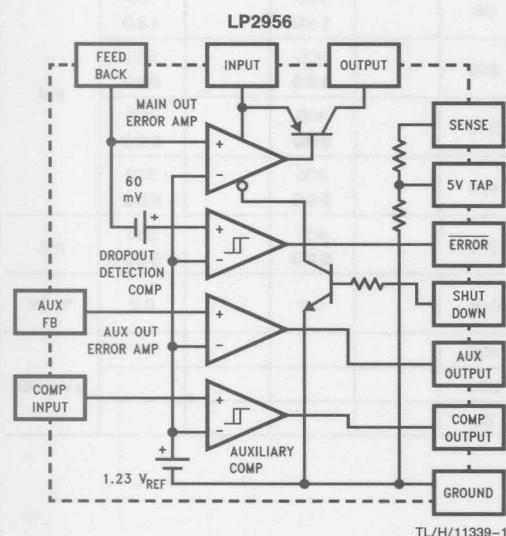 LP2956
FEED
BACK
INPUT
OUTPUT
MAIN OUT
ERROR AMP
SENSE
+
−
60
mV
5V TAP
+
+
−
ERROR
DROPOUT
DETECTION
COMP
AUX
FB
SHUT
DOWN
+
−
AUX OUT
ERROR AMP
AUX
OUTPUT
COMP
INPUT
+
−
COMP
OUTPUT
AUXILIARY
COMP
+
1.23 VREF
GROUND
TL/H/11339-1